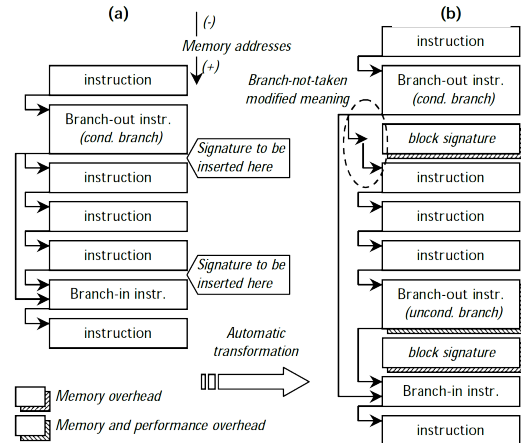 (a)
(-)
Memory addresses
(+)
instruction
Branch-out instr.
(cond. branch)
Signature to be
inserted here
instruction
instruction
instruction
Signature to be
inserted here
Branch-in instr.
instruction
Automatic
transformation
Memory overhead
Memory and performance overhead
(b)
instruction
Branch-not-taken
modified meaning
Branch-out instr.
(cond. branch)
block signature
instruction
instruction
instruction
Branch-out instr.
(uncond. branch)
block signature
Branch-in instr.
instruction